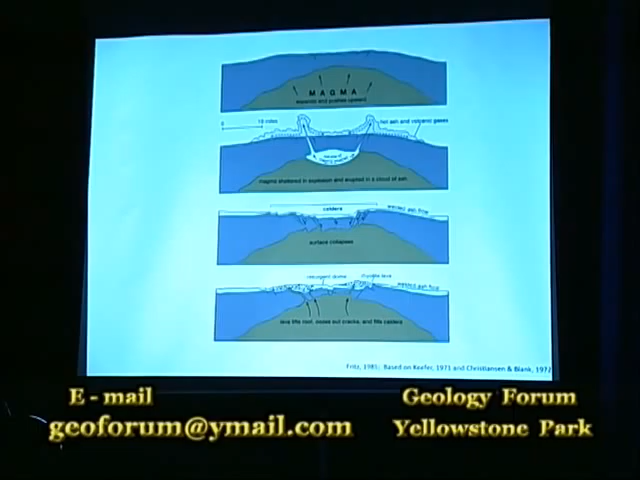 MAGMA
expands and pushes upward
0 10 miles
hot ash and volcanic gases
magma shattered in explosion and erupted in a cloud of ash
caldera
welded ash flow
surface collapses
resurgent dome
rhyolite lava
welded ash flow
lava lifts roof, oozes out cracks, and fills caldera
Fritz, 1985; Based on Keefer, 1971 and Christiansen & Blank, 1972
E-mail
Geology Forum
geoforum@ymail.com
Yellowstone Park